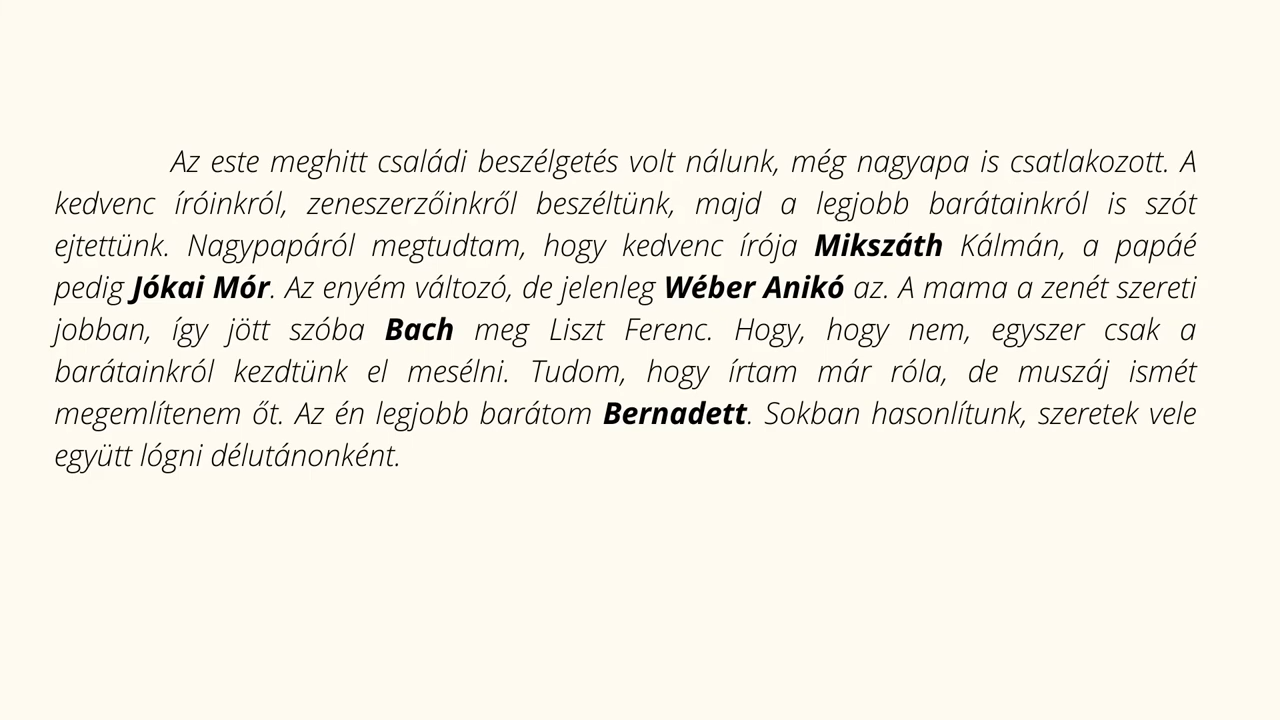 Az este meghitt családi beszélgetés volt nálunk, még nagyapa is csatlakozott. A
kedvenc íróinkról, zeneszerzőinkről beszéltünk, majd a legjobb barátainkról is szót
ejtettünk. Nagypapáról megtudtam, hogy kedvenc írója Mikszáth Kálmán, a papáé
pedig Jókai Mór. Az enyém változó, de jelenleg Wéber Anikó az. A mama a zenét szereti
jobban, így jött szóba Bach meg Liszt Ferenc. Hogy, hogy nem, egyszer csak a
barátainkról kezdtünk el mesélni. Tudom, hogy írtam már róla, de muszáj ismét
megemlítenem őt. Az én legjobb barátom Bernadett. Sokban hasonlítunk, szeretek vele
együtt lógni délutánonként.